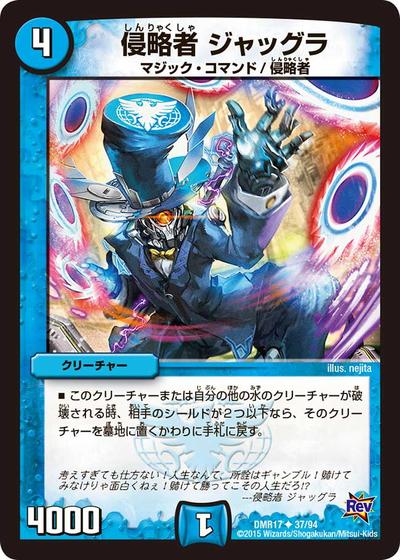 4
しんりゃくしゃ
侵略者 ジャッグラ
しんりゃくしゃ
マジック・コマンド/侵略者
クリーチャー
illus. nejita
■このクリーチャーまたは自分の他の水のクリーチャーが破
壊される時、相手のシールドが2つ以下なら、そのクリー
チャーを墓地に置くかわりに手札に戻す。
考えすぎても仕方ない!人生なんて、所詮はギャンブル!賭けて
みなけりゃ面白くねぇ!賭けて勝ってこその人生だろ!?
---侵略者 ジャッグラ
4000
1
Rev
DMR17 ◆ 37/94
©2015 Wizards/Shogakukan/Mitsui-Kids